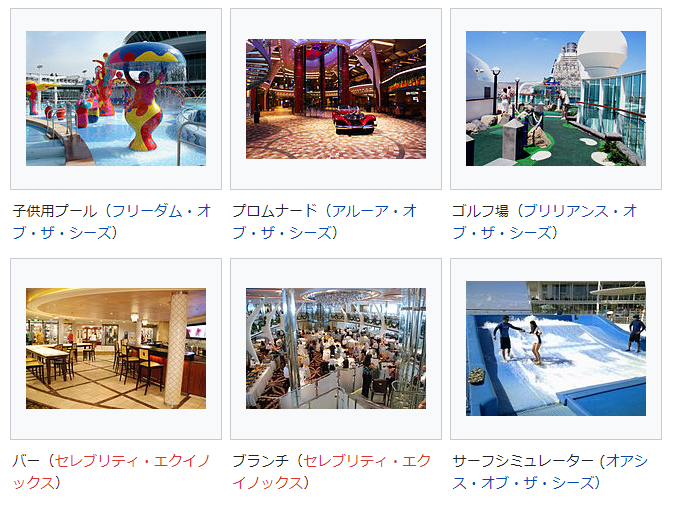 子供用プール（フリーダム・オ
ブ・ザ・シーズ）
プロムナード（アルーア・オ
ブ・ザ・シーズ）
ゴルフ場（ブリリアンス・オ
ブ・ザ・シーズ）
バー（セレブリティ・エクイノ
ックス）
ブランチ（セレブリティ・エク
イノックス）
サーフシミュレーター (オアシ
ス・オブ・ザ・シーズ）